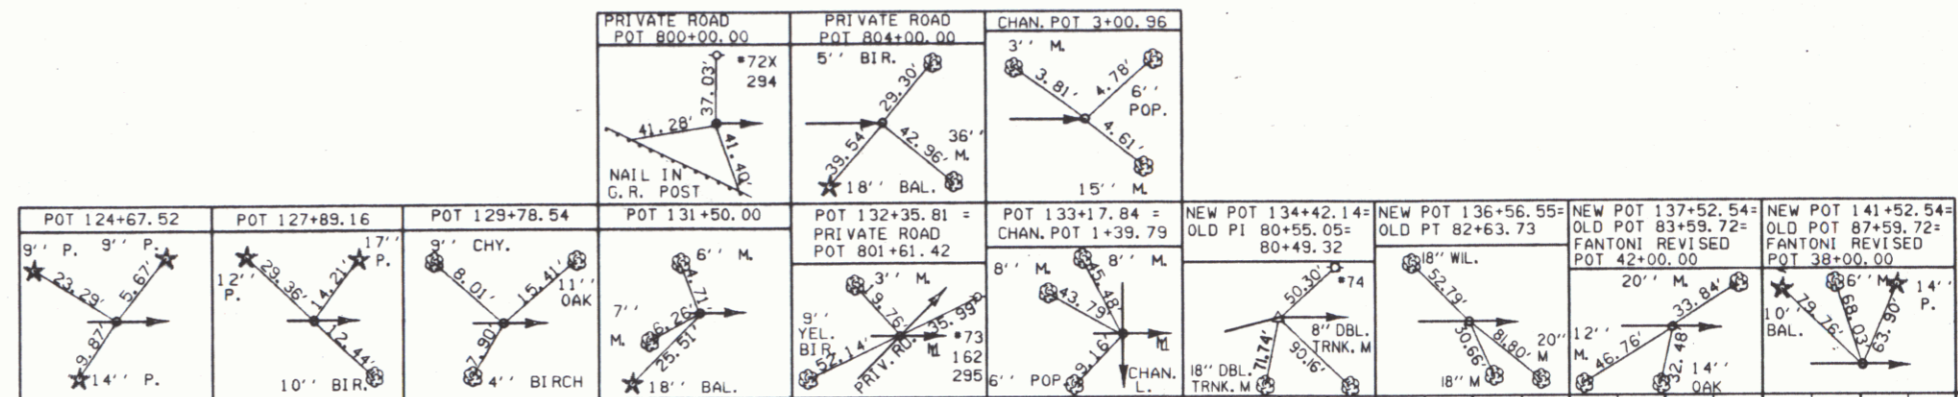 PRIVATE ROAD
POT 800+00.00
37.03'
*72X
294
41.28'
41.40'
NAIL IN
G.R. POST
PRIVATE ROAD
POT 804+00.00
5'' BIR.
29.30'
36''
M.
42.96'
39.54'
18'' BAL.
CHAN. POT 3+00.96
3'' M.
3.81'
4.78'
6''
POP.
4.61'
15'' M.
POT 124+67.52
9'' P.
9'' P.
23.29'
5.67'
9.87'
14'' P.
POT 127+89.16
17''
P.
12''
P.
29.36'
14.21'
12.44'
10'' BIR.
POT 129+78.54
9'' CHY.
8.01'
15.41'
11''
OAK
7.90'
4'' BIRCH
POT 131+50.00
6'' M.
4.71'
7''
M.
6.26'
25.51'
18'' BAL.
POT 132+35.81 =
PRIVATE ROAD
POT 801+61.42
3'' M.
9.76'
35.99'
9''
YEL.
BIR.
52.14'
PRIV. RD.
*73
162
295
POT 133+17.84 =
CHAN. POT 1+39.79
8'' M.
8'' M.
45.48'
43.79'
9.16'
6'' POP.
CHAN.
L.
NEW POT 134+42.14=
OLD PI 80+55.05=
80+49.32
50.30'
*74
8'' DBL.
TRNK. M
71.74'
90.16'
18'' DBL.
TRNK. M
NEW POT 136+56.55=
OLD PT 82+63.73
18'' WIL.
52.79'
30.66'
81.80'
20''
M
18'' M
NEW POT 137+52.54=
OLD POT 83+59.72=
FANTONI REVISED
POT 42+00.00
20'' M.
33.84'
12''
M.
46.76'
32.48'
14''
OAK
NEW POT 141+52.54=
OLD POT 87+59.72=
FANTONI REVISED
POT 38+00.00
6'' M
14''
P.
10''
BAL.
79.76'
68.03'
63.90'